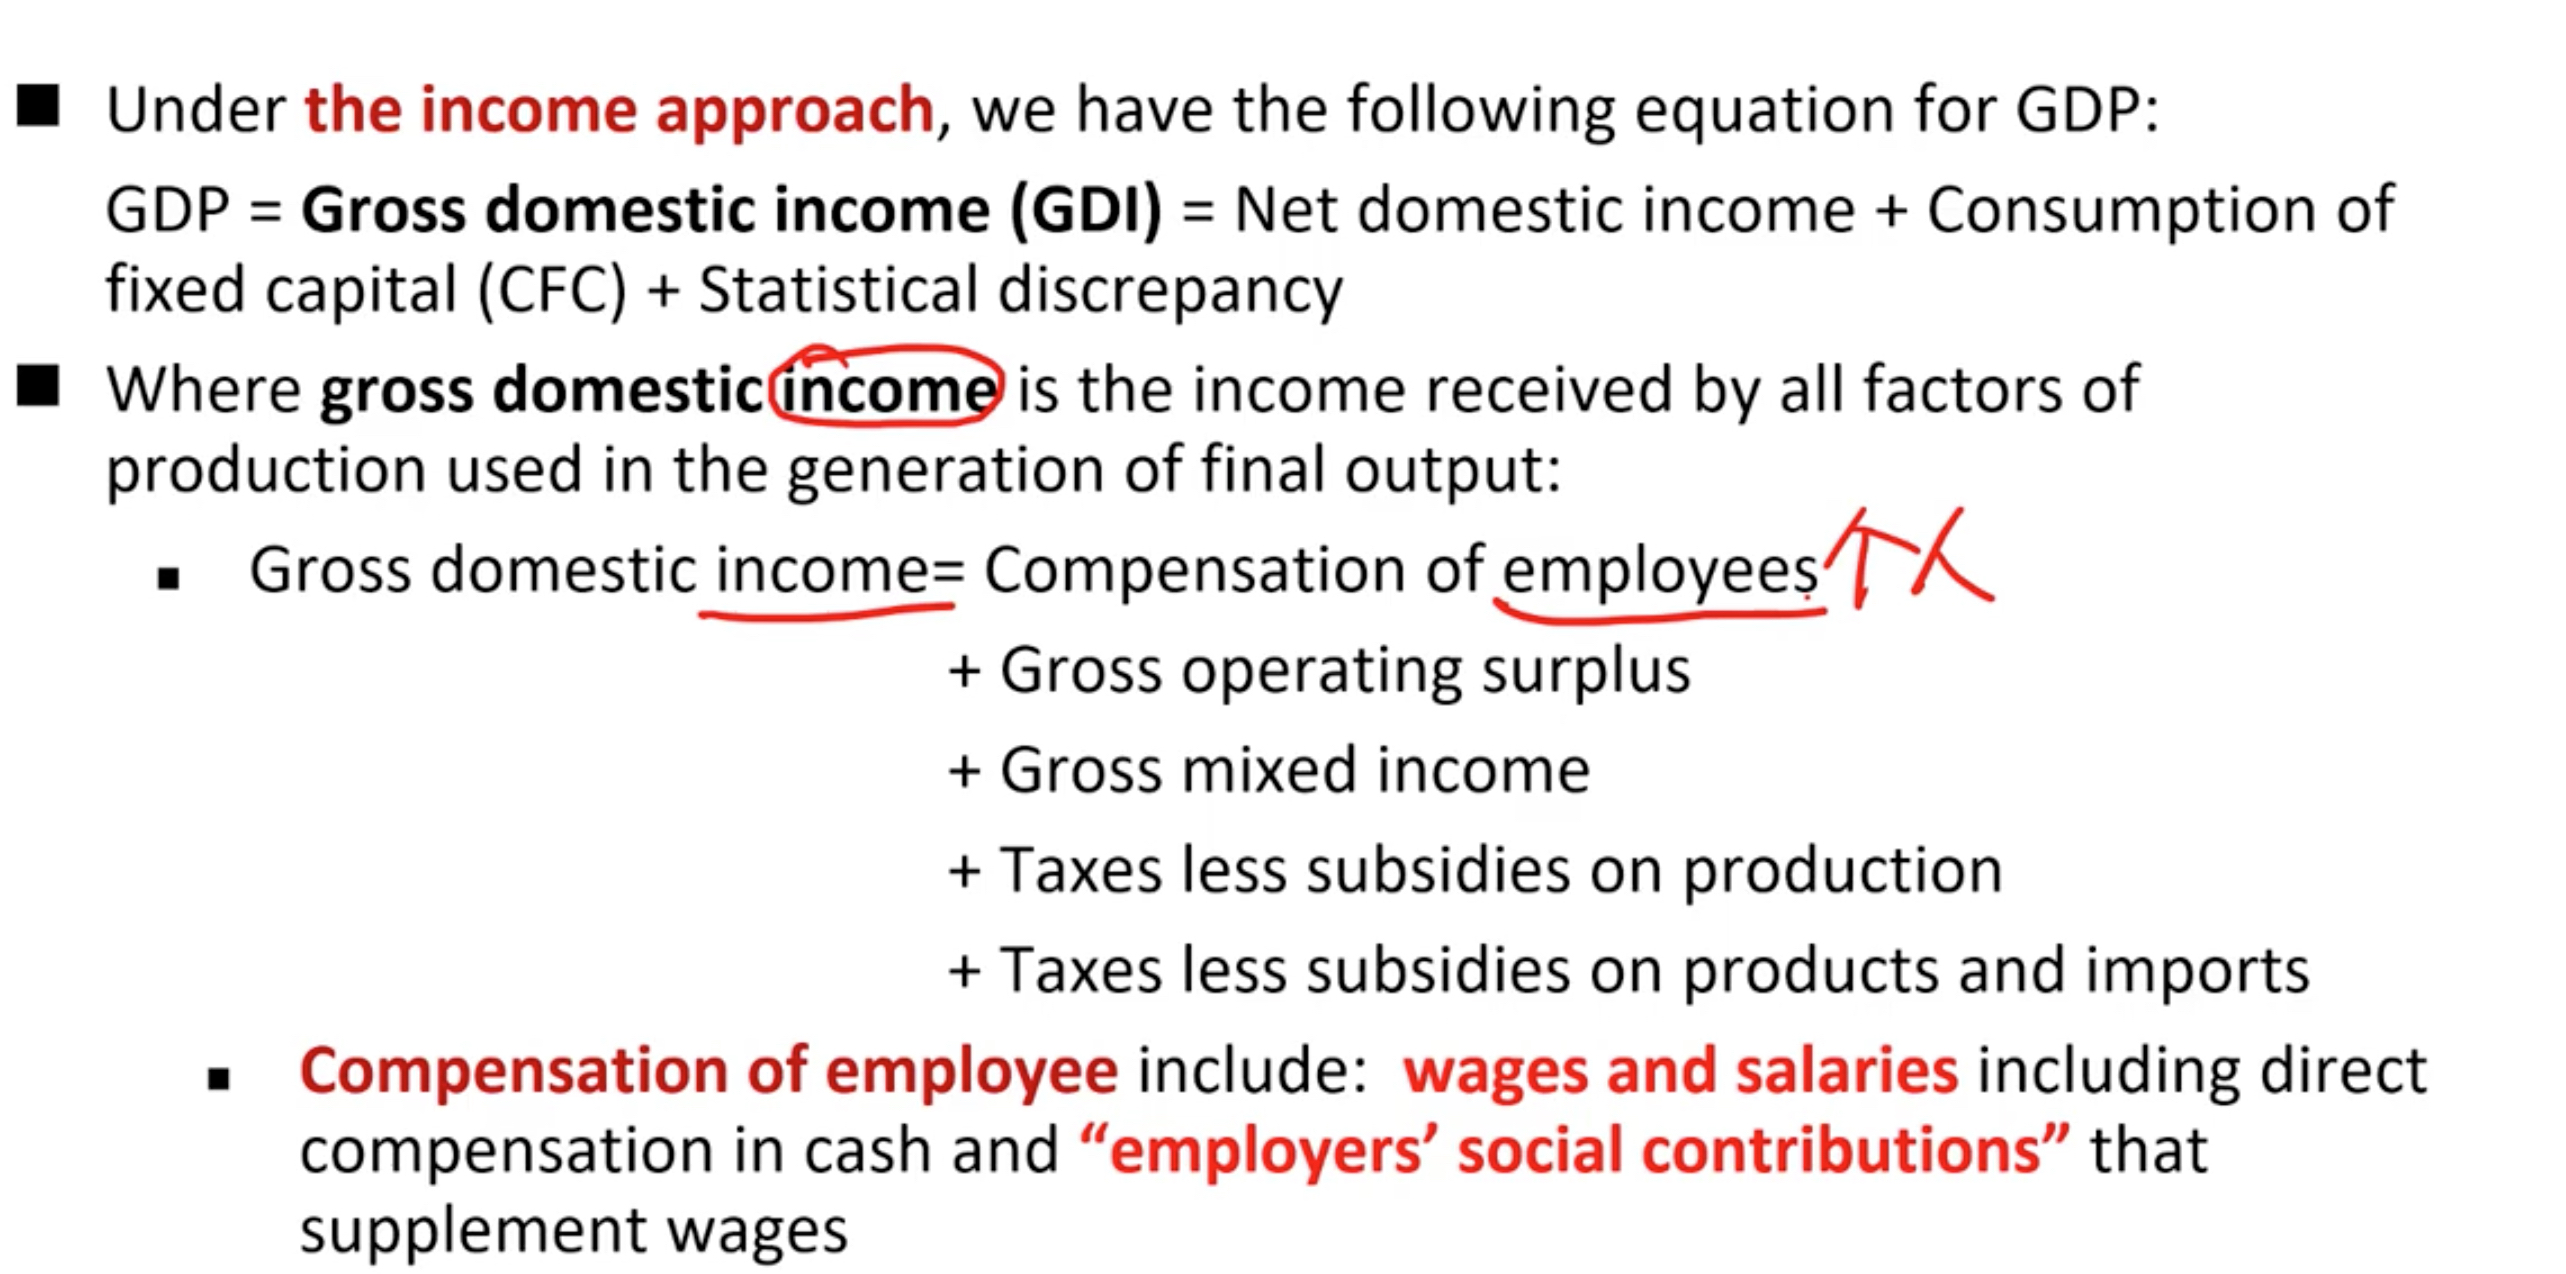 ■ Under the income approach, we have the following equation for GDP:
GDP = Gross domestic income (GDI) = Net domestic income + Consumption of
fixed capital (CFC) + Statistical discrepancy
■ Where gross domestic income is the income received by all factors of
production used in the generation of final output:
▪ Gross domestic income= Compensation of employees 个人
+ Gross operating surplus
+ Gross mixed income
+ Taxes less subsidies on production
+ Taxes less subsidies on products and imports
▪ Compensation of employee include: wages and salaries including direct
compensation in cash and “employers’ social contributions” that
supplement wages